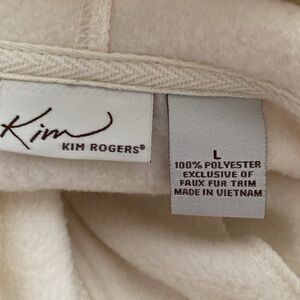 Kim
KIM ROGERS®
L
100% POLYESTER
EXCLUSIVE OF
FAUX FUR TRIM
MADE IN VIETNAM